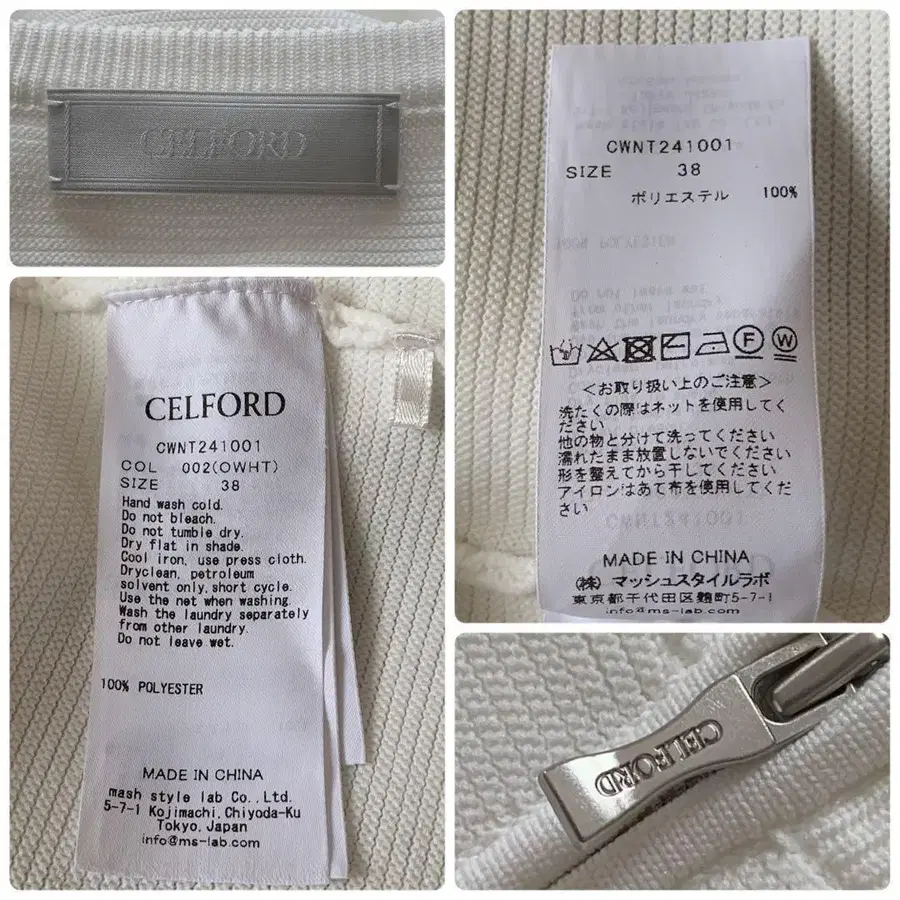 CELFORD
CWNT241001
SIZE 38
ポリエステル 100%
F W
<お取り扱い上のご注意>
洗たくの際はネットを使用してく
ださい
他の物と分けて洗ってください
濡れたまま放置しないでください
形を整えてから干してください
アイロンはあて布を使用してくだ
さい
MADE IN CHINA
(株) マッシュスタイルラボ
東京都千代田区麹町5-7-1
info@ms-lab.com
CELFORD
CWNT241001
COL 002(OWHT)
SIZE 38
Hand wash cold.
Do not bleach.
Do not tumble dry.
Dry flat in shade.
Cool iron, use press cloth.
Dryclean, petroleum
solvent only,short cycle.
Use the net when washing.
Wash the laundry separately
from other laundry.
Do not leave wet.
100% POLYESTER
MADE IN CHINA
mash style lab Co.,Ltd.
5-7-1 Kojimachi,Chiyoda-Ku
Tokyo,Japan
info@ms-lab.com
CELFORD